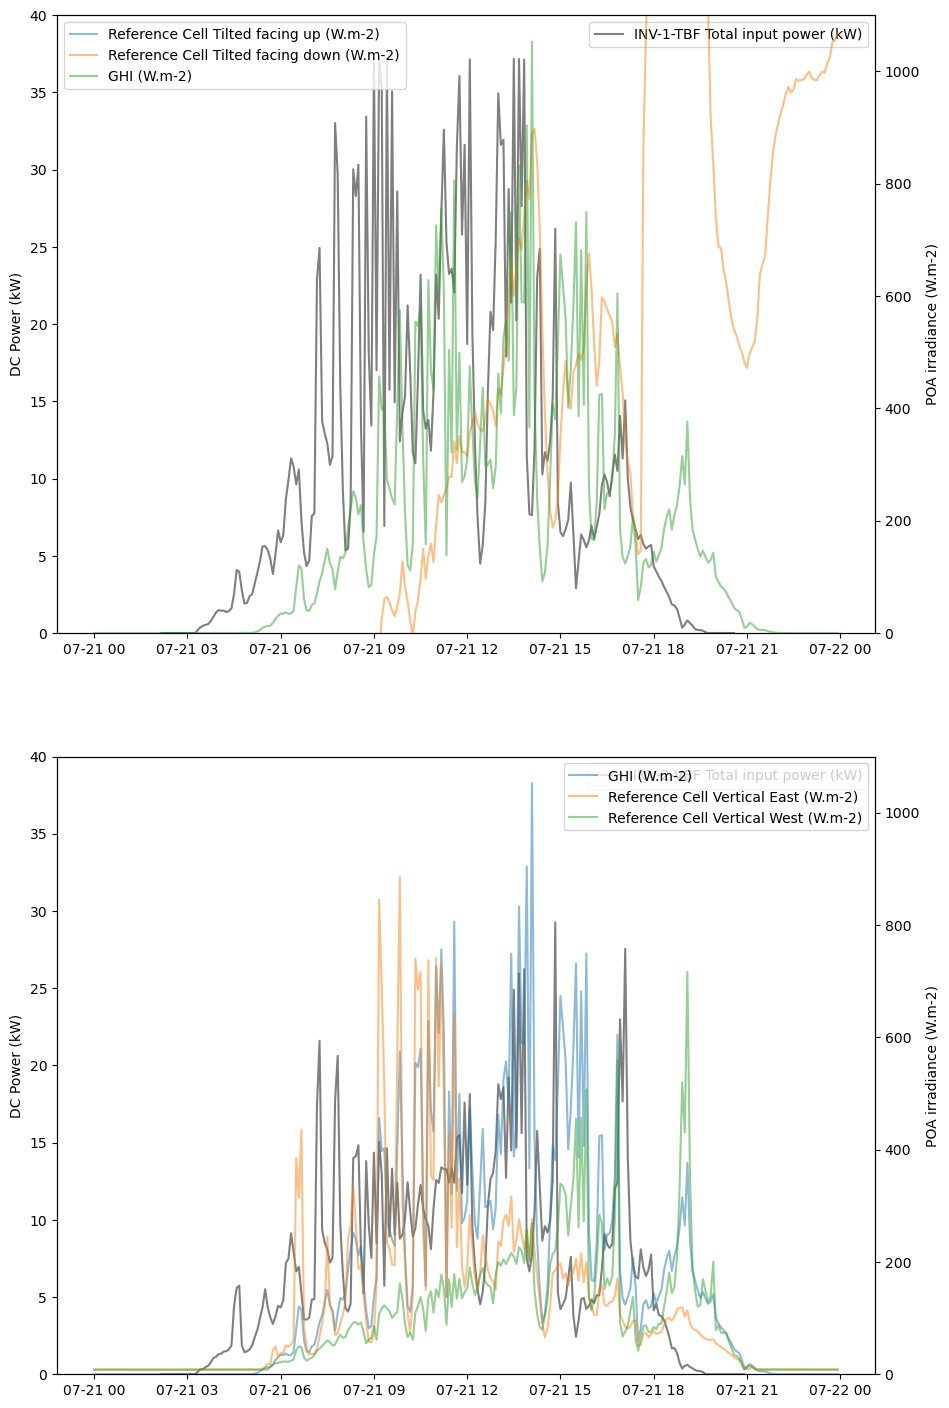 Reference Cell Tilted facing up (W.m-2)
Reference Cell Tilted facing down (W.m-2)
GHI (W.m-2)
INV-1-TBF Total input power (kW)
40
35
30
25
20
15
10
5
0
DC Power (kW)
1000
800
600
400
200
0
POA irradiance (W.m-2)
07-21 00 07-21 03 07-21 06 07-21 09 07-21 12 07-21 15 07-21 18 07-21 21 07-22 00
GHI (W.m-2)
Total input power (kW)
Reference Cell Vertical East (W.m-2)
Reference Cell Vertical West (W.m-2)
40
35
30
25
20
15
10
5
0
DC Power (kW)
1000
800
600
400
200
0
POA irradiance (W.m-2)
07-21 00 07-21 03 07-21 06 07-21 09 07-21 12 07-21 15 07-21 18 07-21 21 07-22 00